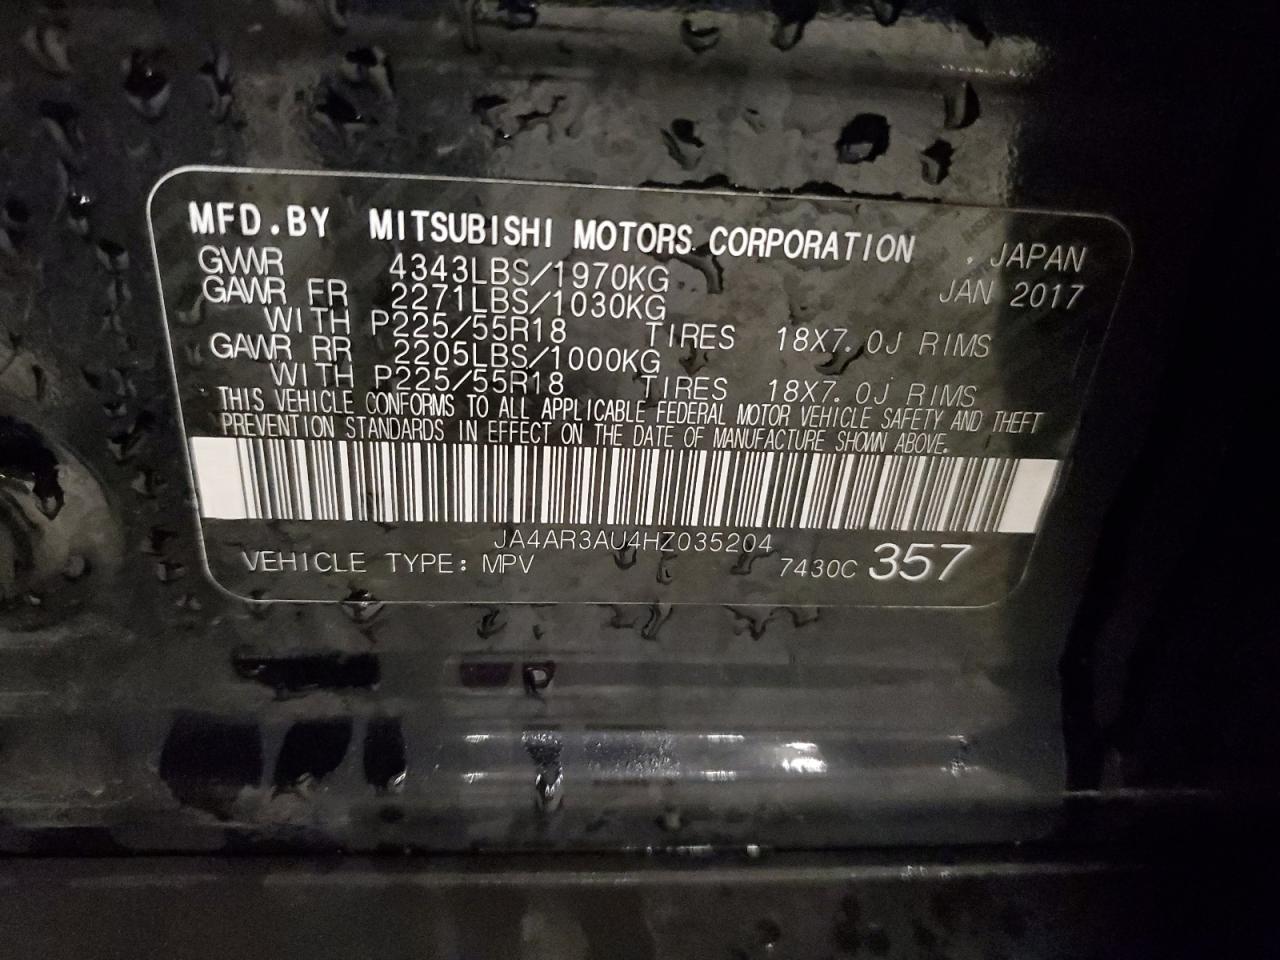 MFD.BY MITSUBISHI MOTORS CORPORATION . JAPAN
GVWR 4343LBS/1970KG JAN 2017
GAWR FR 2271LBS/1030KG
WITH P225/55R18 TIRES 18X7.0J RIMS
GAWR RR 2205LBS/1000KG
WITH P225/55R18 TIRES 18X7.0J RIMS
THIS VEHICLE CONFORMS TO ALL APPLICABLE FEDERAL MOTOR VEHICLE SAFETY AND THEFT
PREVENTION STANDARDS IN EFFECT ON THE DATE OF MANUFACTURE SHOWN ABOVE.
JA4AR3AU4HZ035204
VEHICLE TYPE: MPV 7430C 357